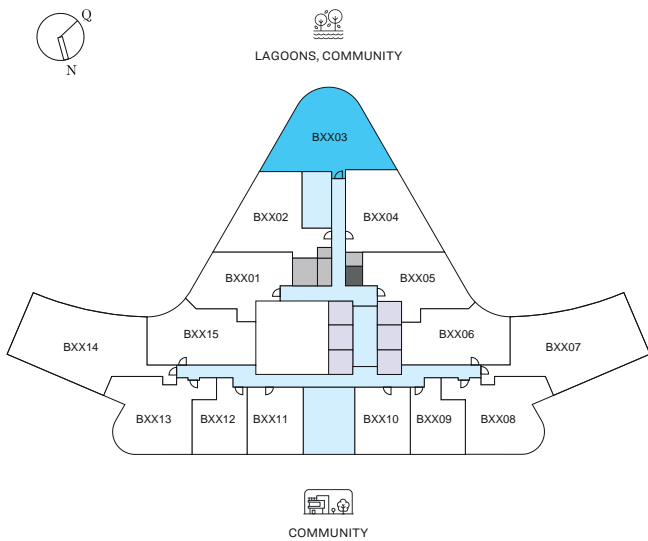 Q
N
LAGOONS, COMMUNITY
BXX03
BXX02
BXX04
BXX01
BXX05
BXX15
BXX06
BXX14
BXX07
BXX13
BXX12
BXX11
BXX10
BXX09
BXX08
COMMUNITY